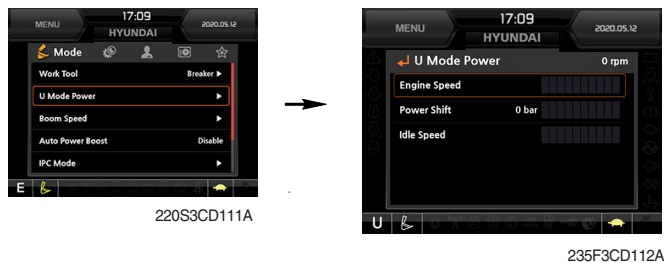 MENU
17:09
HYUNDAI
2020.05.12
Mode
Work Tool
Breaker ▶
U Mode Power ▶
Boom Speed ▶
Auto Power Boost
Disable
IPC Mode ▶
E
220S3CD111A
MENU
17:09
HYUNDAI
2020.05.12
U Mode Power
0 rpm
Engine Speed
Power Shift
0 bar
Idle Speed
U
235F3CD112A